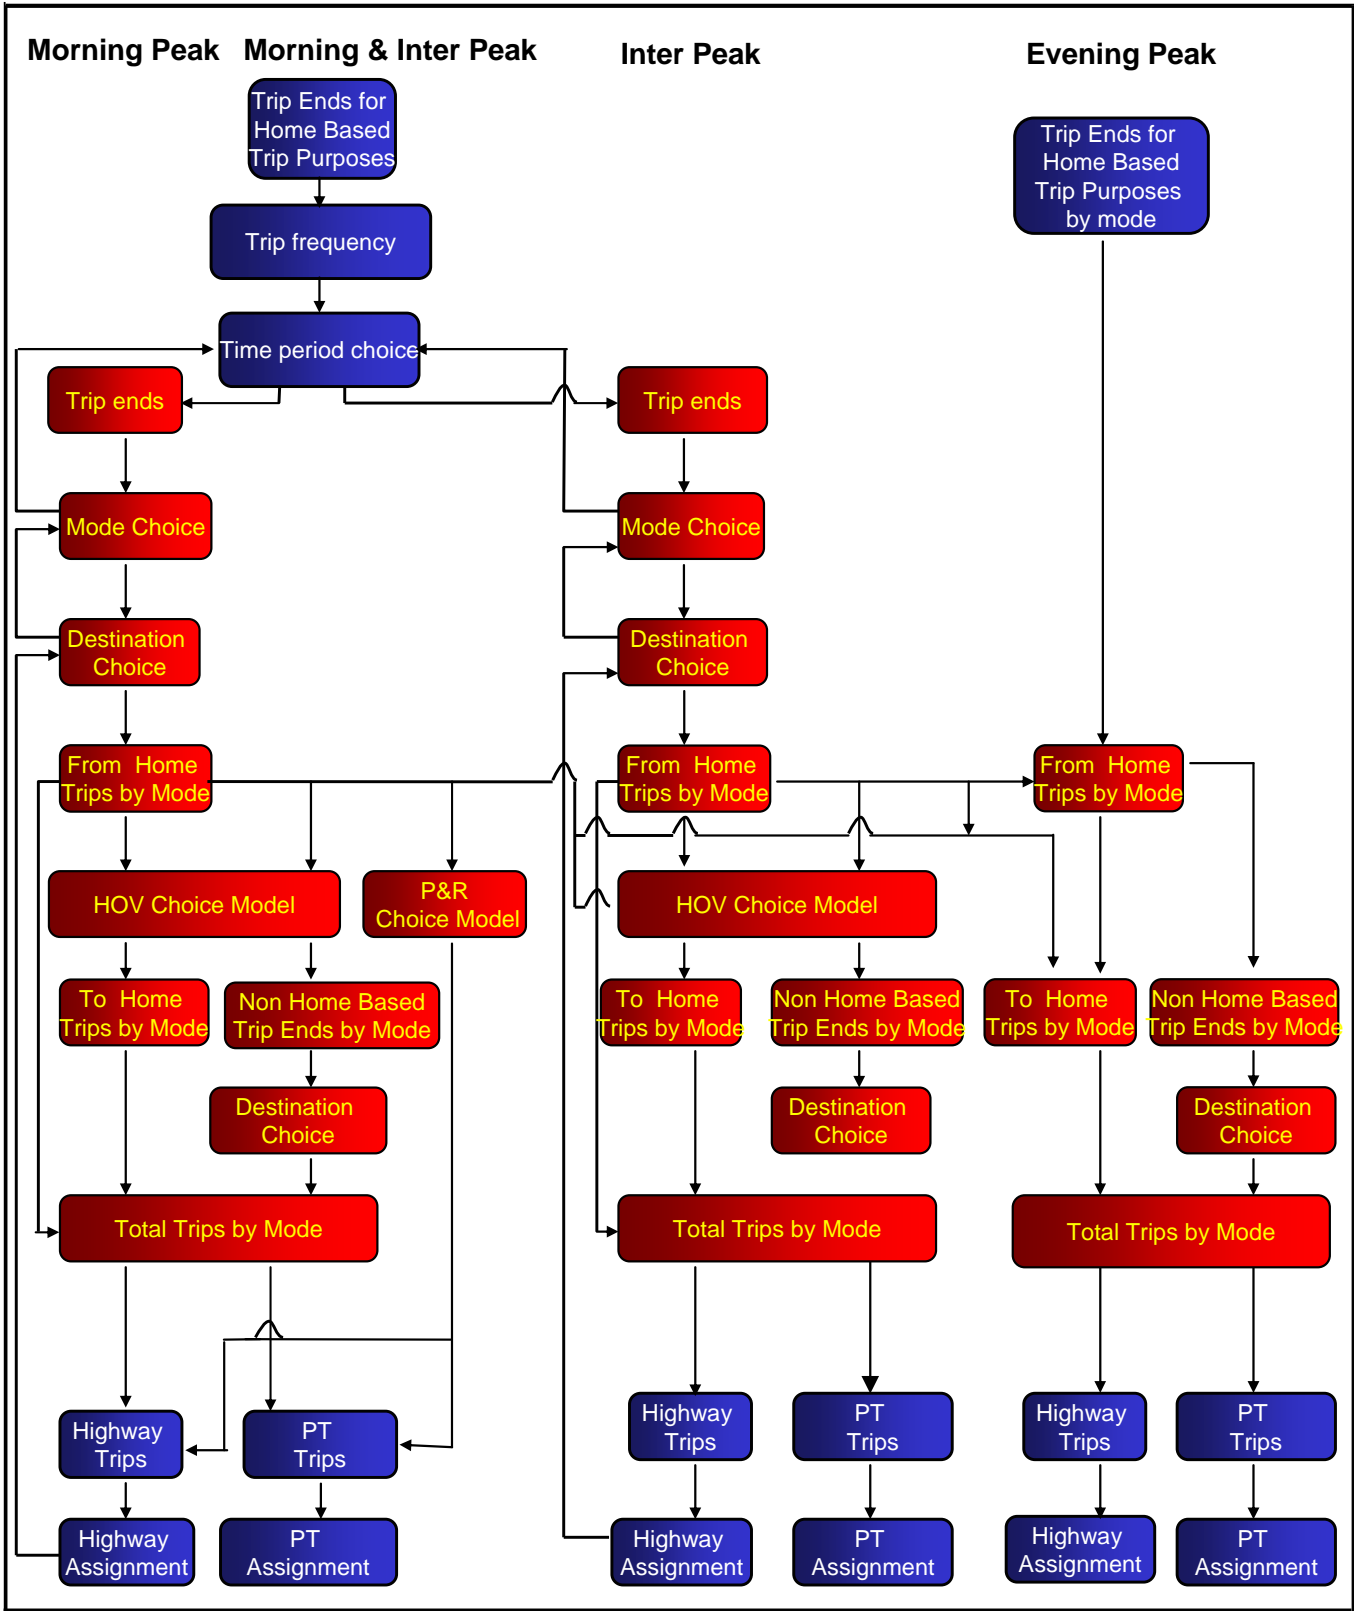 Morning Peak
Morning & Inter Peak
Inter Peak
Evening Peak
Trip Ends for
Home Based
Trip Purposes
Trip Ends for
Home Based
Trip Purposes
by mode
Trip frequency
Time period choice
Trip ends
Trip ends
Mode Choice
Mode Choice
Destination
Choice
Destination
Choice
From Home
Trips by Mode
From Home
Trips by Mode
From Home
Trips by Mode
HOV Choice Model
P&R
Choice Model
HOV Choice Model
To Home
Trips by Mode
Non Home Based
Trip Ends by Mode
To Home
Trips by Mode
Non Home Based
Trip Ends by Mode
To Home
Trips by Mode
Non Home Based
Trip Ends by Mode
Destination
Choice
Destination
Choice
Destination
Choice
Total Trips by Mode
Total Trips by Mode
Total Trips by Mode
Highway
Trips
PT
Trips
Highway
Trips
PT
Trips
Highway
Trips
PT
Trips
Highway
Assignment
PT
Assignment
Highway
Assignment
PT
Assignment
Highway
Assignment
PT
Assignment